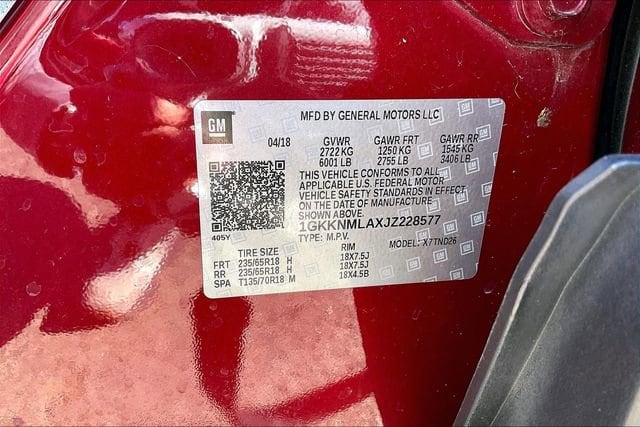 GM
MFD BY GENERAL MOTORS LLC
04/18 GVWR GAWR FRT GAWR RR
2722 KG 1250 KG 1545 KG
6001 LB 2755 LB 3406 LB
THIS VEHICLE CONFORMS TO ALL
APPLICABLE U.S. FEDERAL MOTOR
VEHICLE SAFETY STANDARDS IN EFFECT
ON THE DATE OF MANUFACTURE
SHOWN ABOVE.
1GKKNMLAXJZ228577
405Y TYPE: M.P.V. MODEL: X7TND26
TIRE SIZE RIM
FRT 235/65R18 H 18X7.5J
RR 235/65R18 H 18X7.5J
SPA T135/70R18 M 18X4.5B